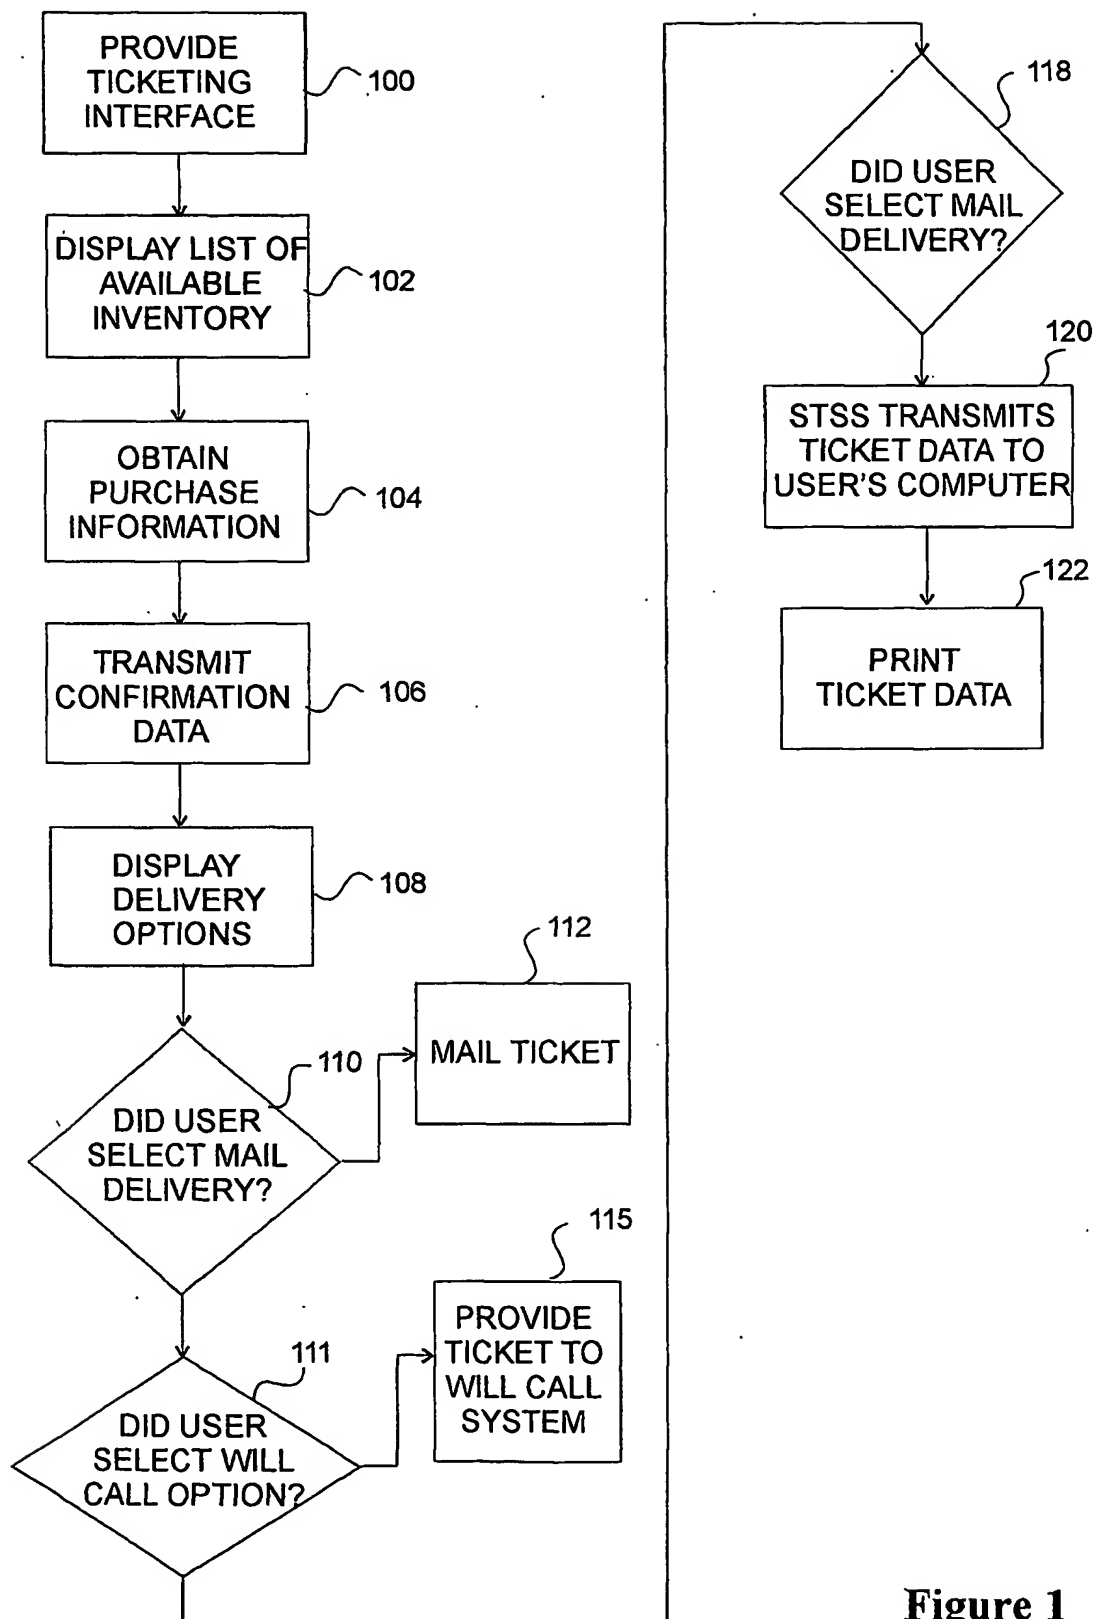 PROVIDE
TICKETING
INTERFACE
100
DISPLAY LIST OF
AVAILABLE
INVENTORY
102
OBTAIN
PURCHASE
INFORMATION
104
TRANSMIT
CONFIRMATION
DATA
106
DISPLAY
DELIVERY
OPTIONS
108
DID USER
SELECT MAIL
DELIVERY?
110
112
MAIL TICKET
DID USER
SELECT WILL
CALL OPTION?
111
115
PROVIDE
TICKET TO
WILL CALL
SYSTEM
118
DID USER
SELECT MAIL
DELIVERY?
120
STSS TRANSMITS
TICKET DATA TO
USER'S COMPUTER
122
PRINT
TICKET DATA
Figure 1